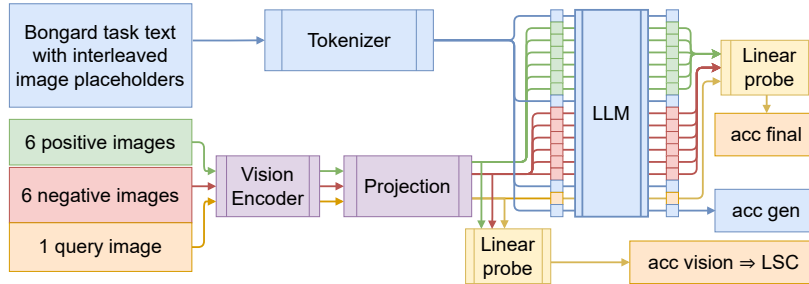 Bongard task text
with interleaved
image placeholders
Tokenizer
LLM
Linear
probe
acc final
6 positive images
6 negative images
1 query image
Vision
Encoder
Projection
acc gen
Linear
probe
acc vision ⇒ LSC